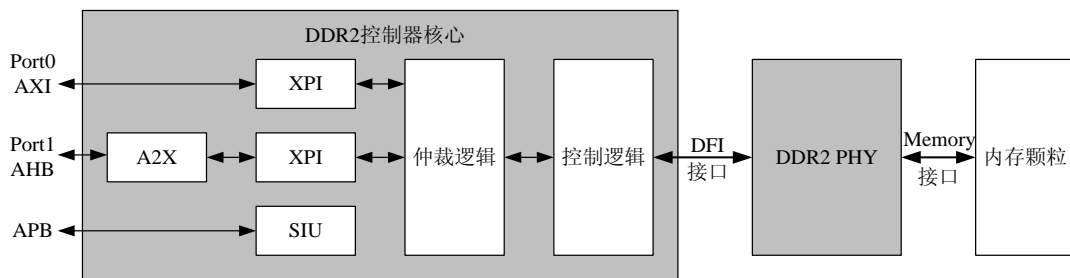 DDR2控制器核心
Port0
AXI
XPI
Port1
AHB
A2X
XPI
仲裁逻辑
控制逻辑
DFI
接口
DDR2 PHY
Memory
接口
内存颗粒
APB
SIU